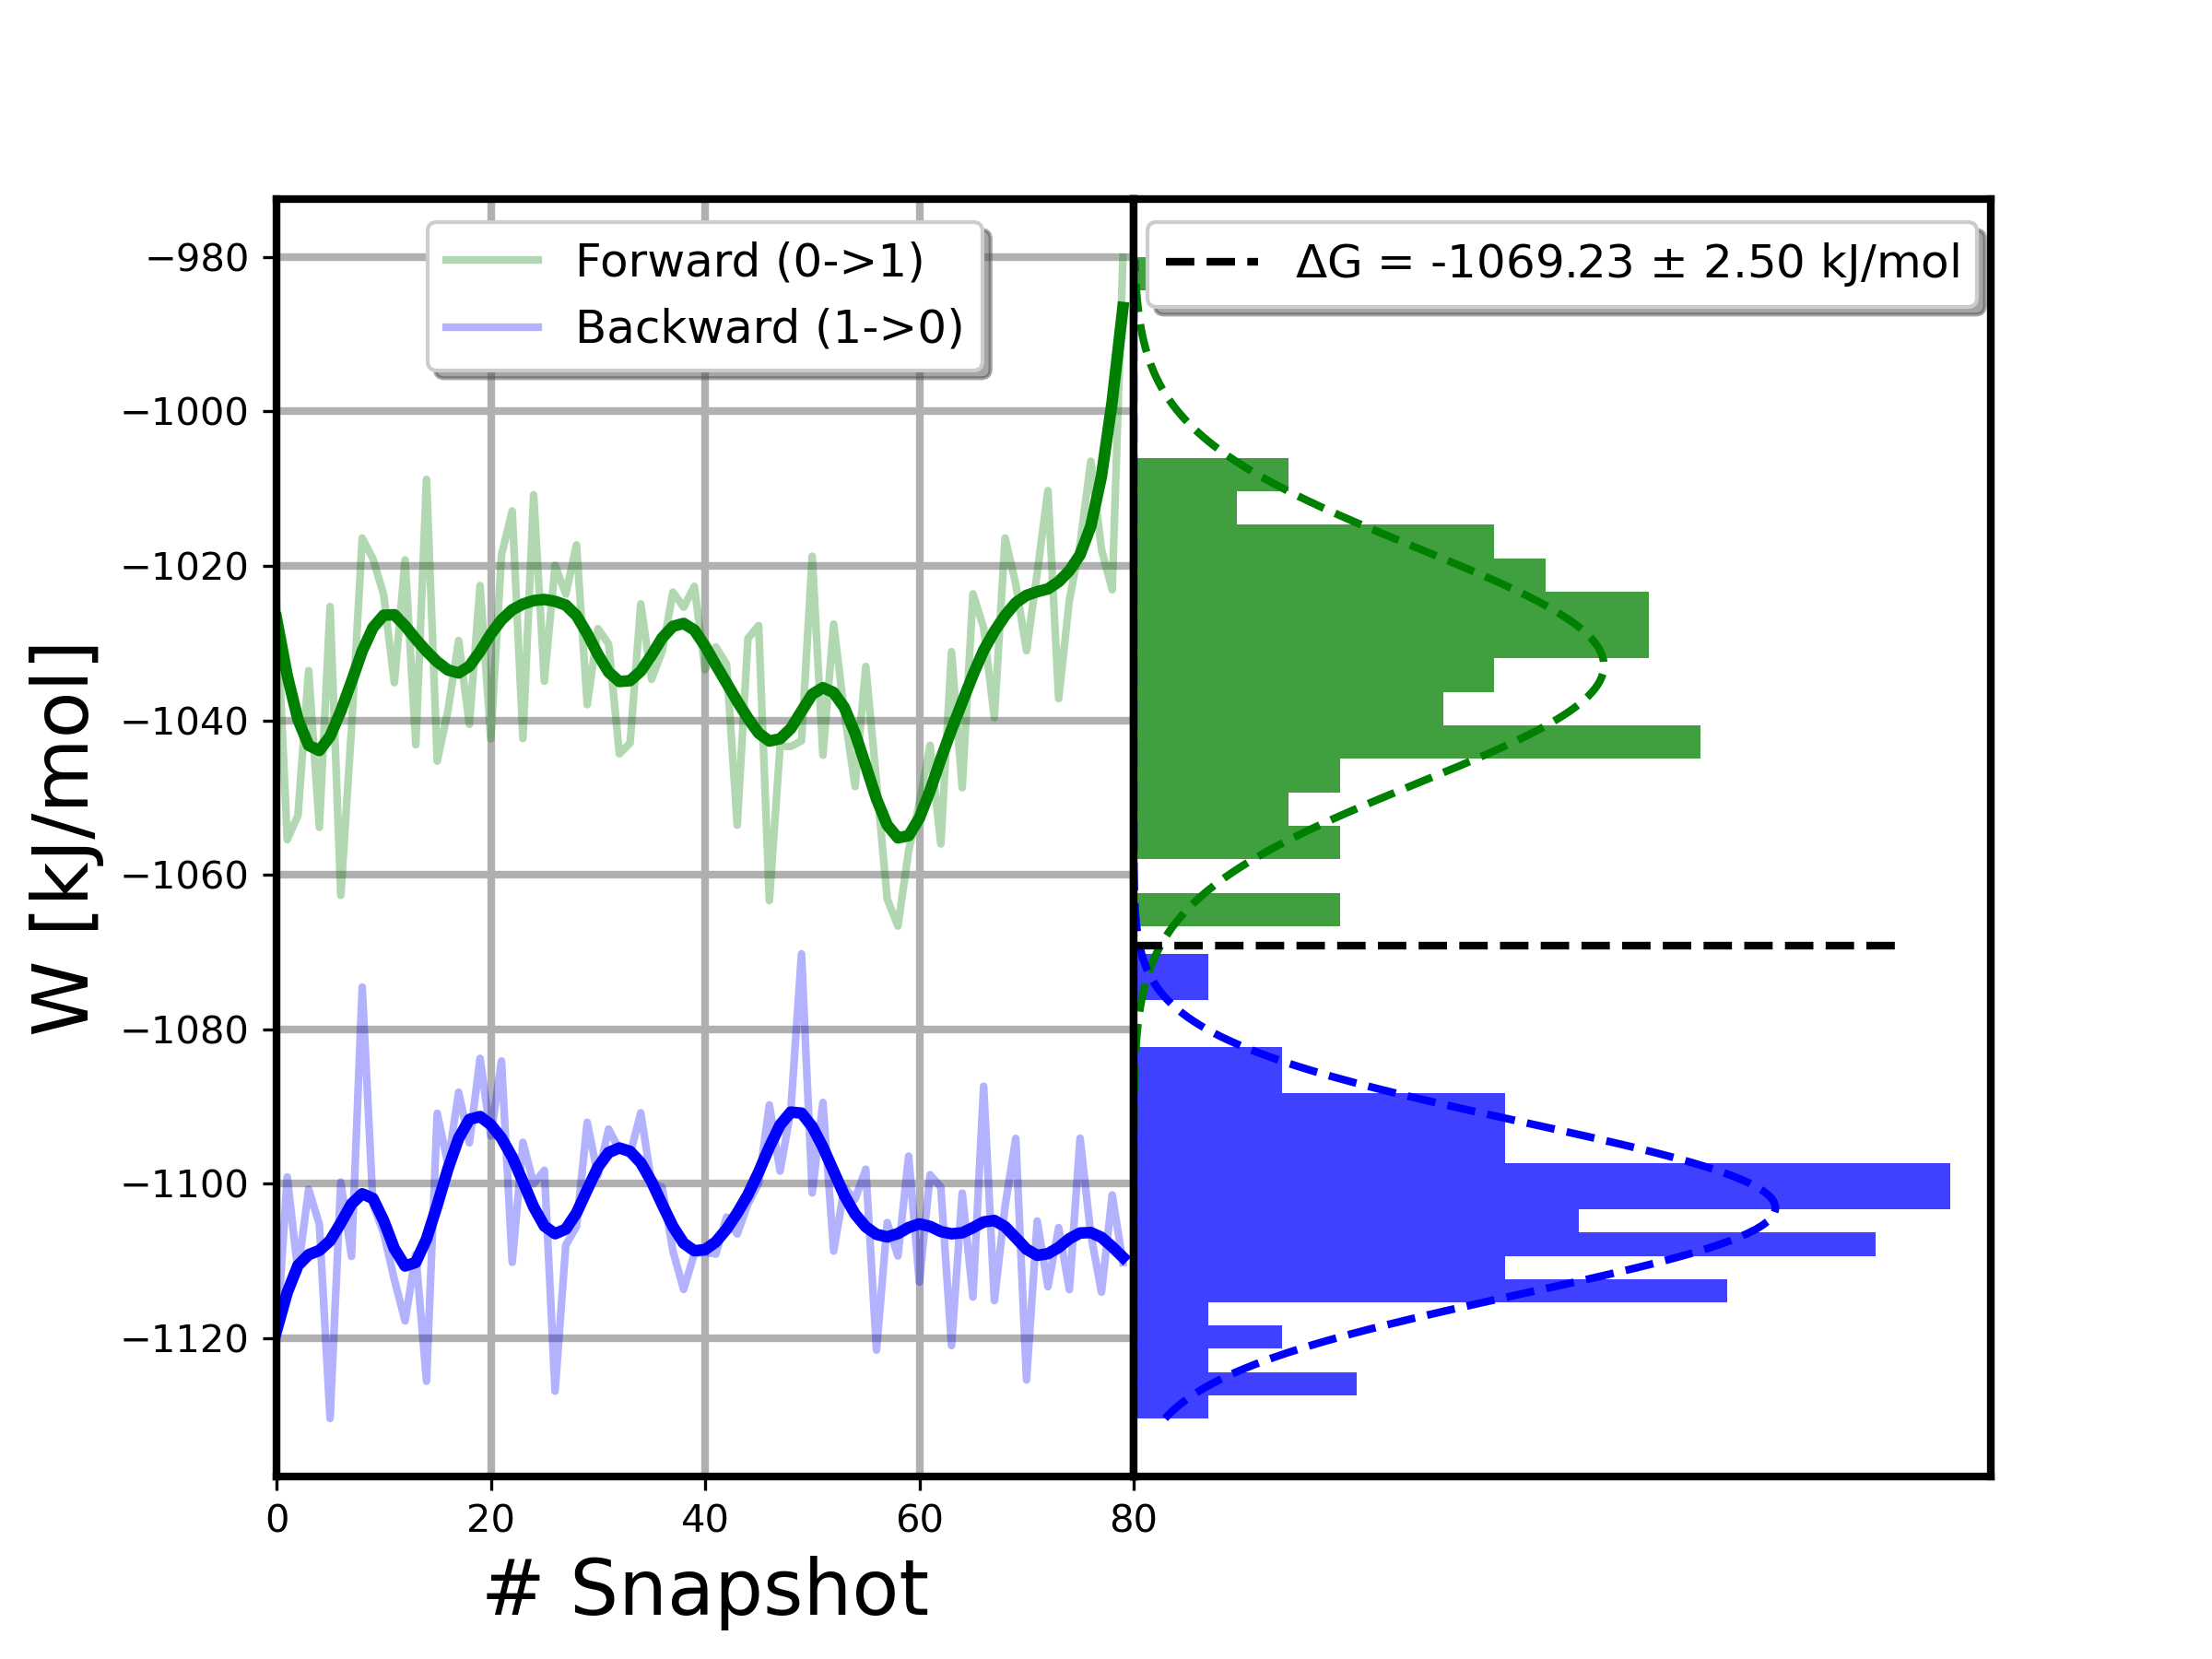 Forward (0->1)
Backward (1->0)
ΔG = -1069.23 ± 2.50 kJ/mol
W [kJ/mol]
−980
−1000
−1020
−1040
−1060
−1080
−1100
−1120
0 20 40 60 80
# Snapshot